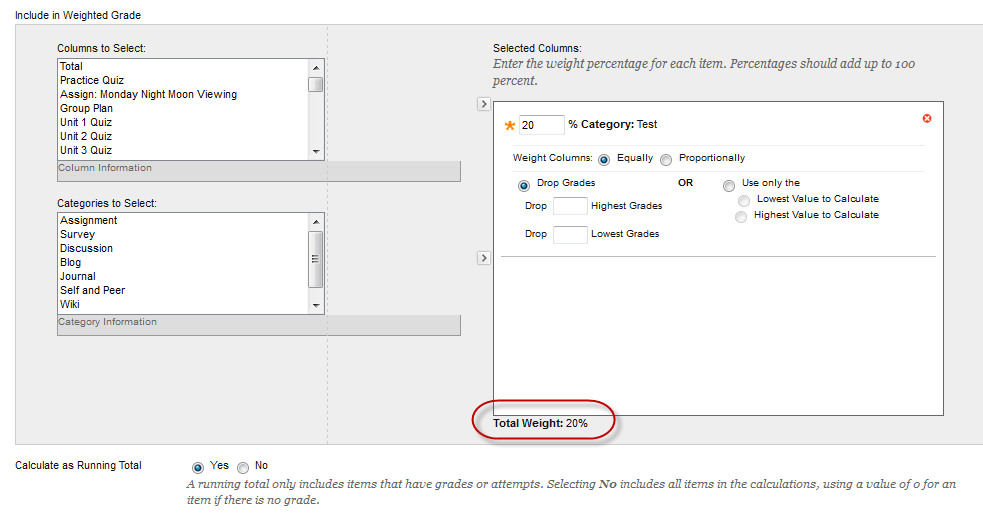 Include in Weighted Grade
Columns to Select:
Total
Practice Quiz
Assign: Monday Night Moon Viewing
Group Plan
Unit 1 Quiz
Unit 2 Quiz
Unit 3 Quiz
Column Information
Categories to Select:
Assignment
Survey
Discussion
Blog
Journal
Self and Peer
Wiki
Category Information
Selected Columns:
Enter the weight percentage for each item. Percentages should add up to 100
percent.
20 % Category: Test
Weight Columns: Equally Proportionally
Drop Grades OR Use only the
Drop Highest Grades Lowest Value to Calculate
Highest Value to Calculate
Drop Lowest Grades
Total Weight: 20%
Calculate as Running Total Yes No
A running total only includes items that have grades or attempts. Selecting No includes all items in the calculations, using a value of 0 for an
item if there is no grade.